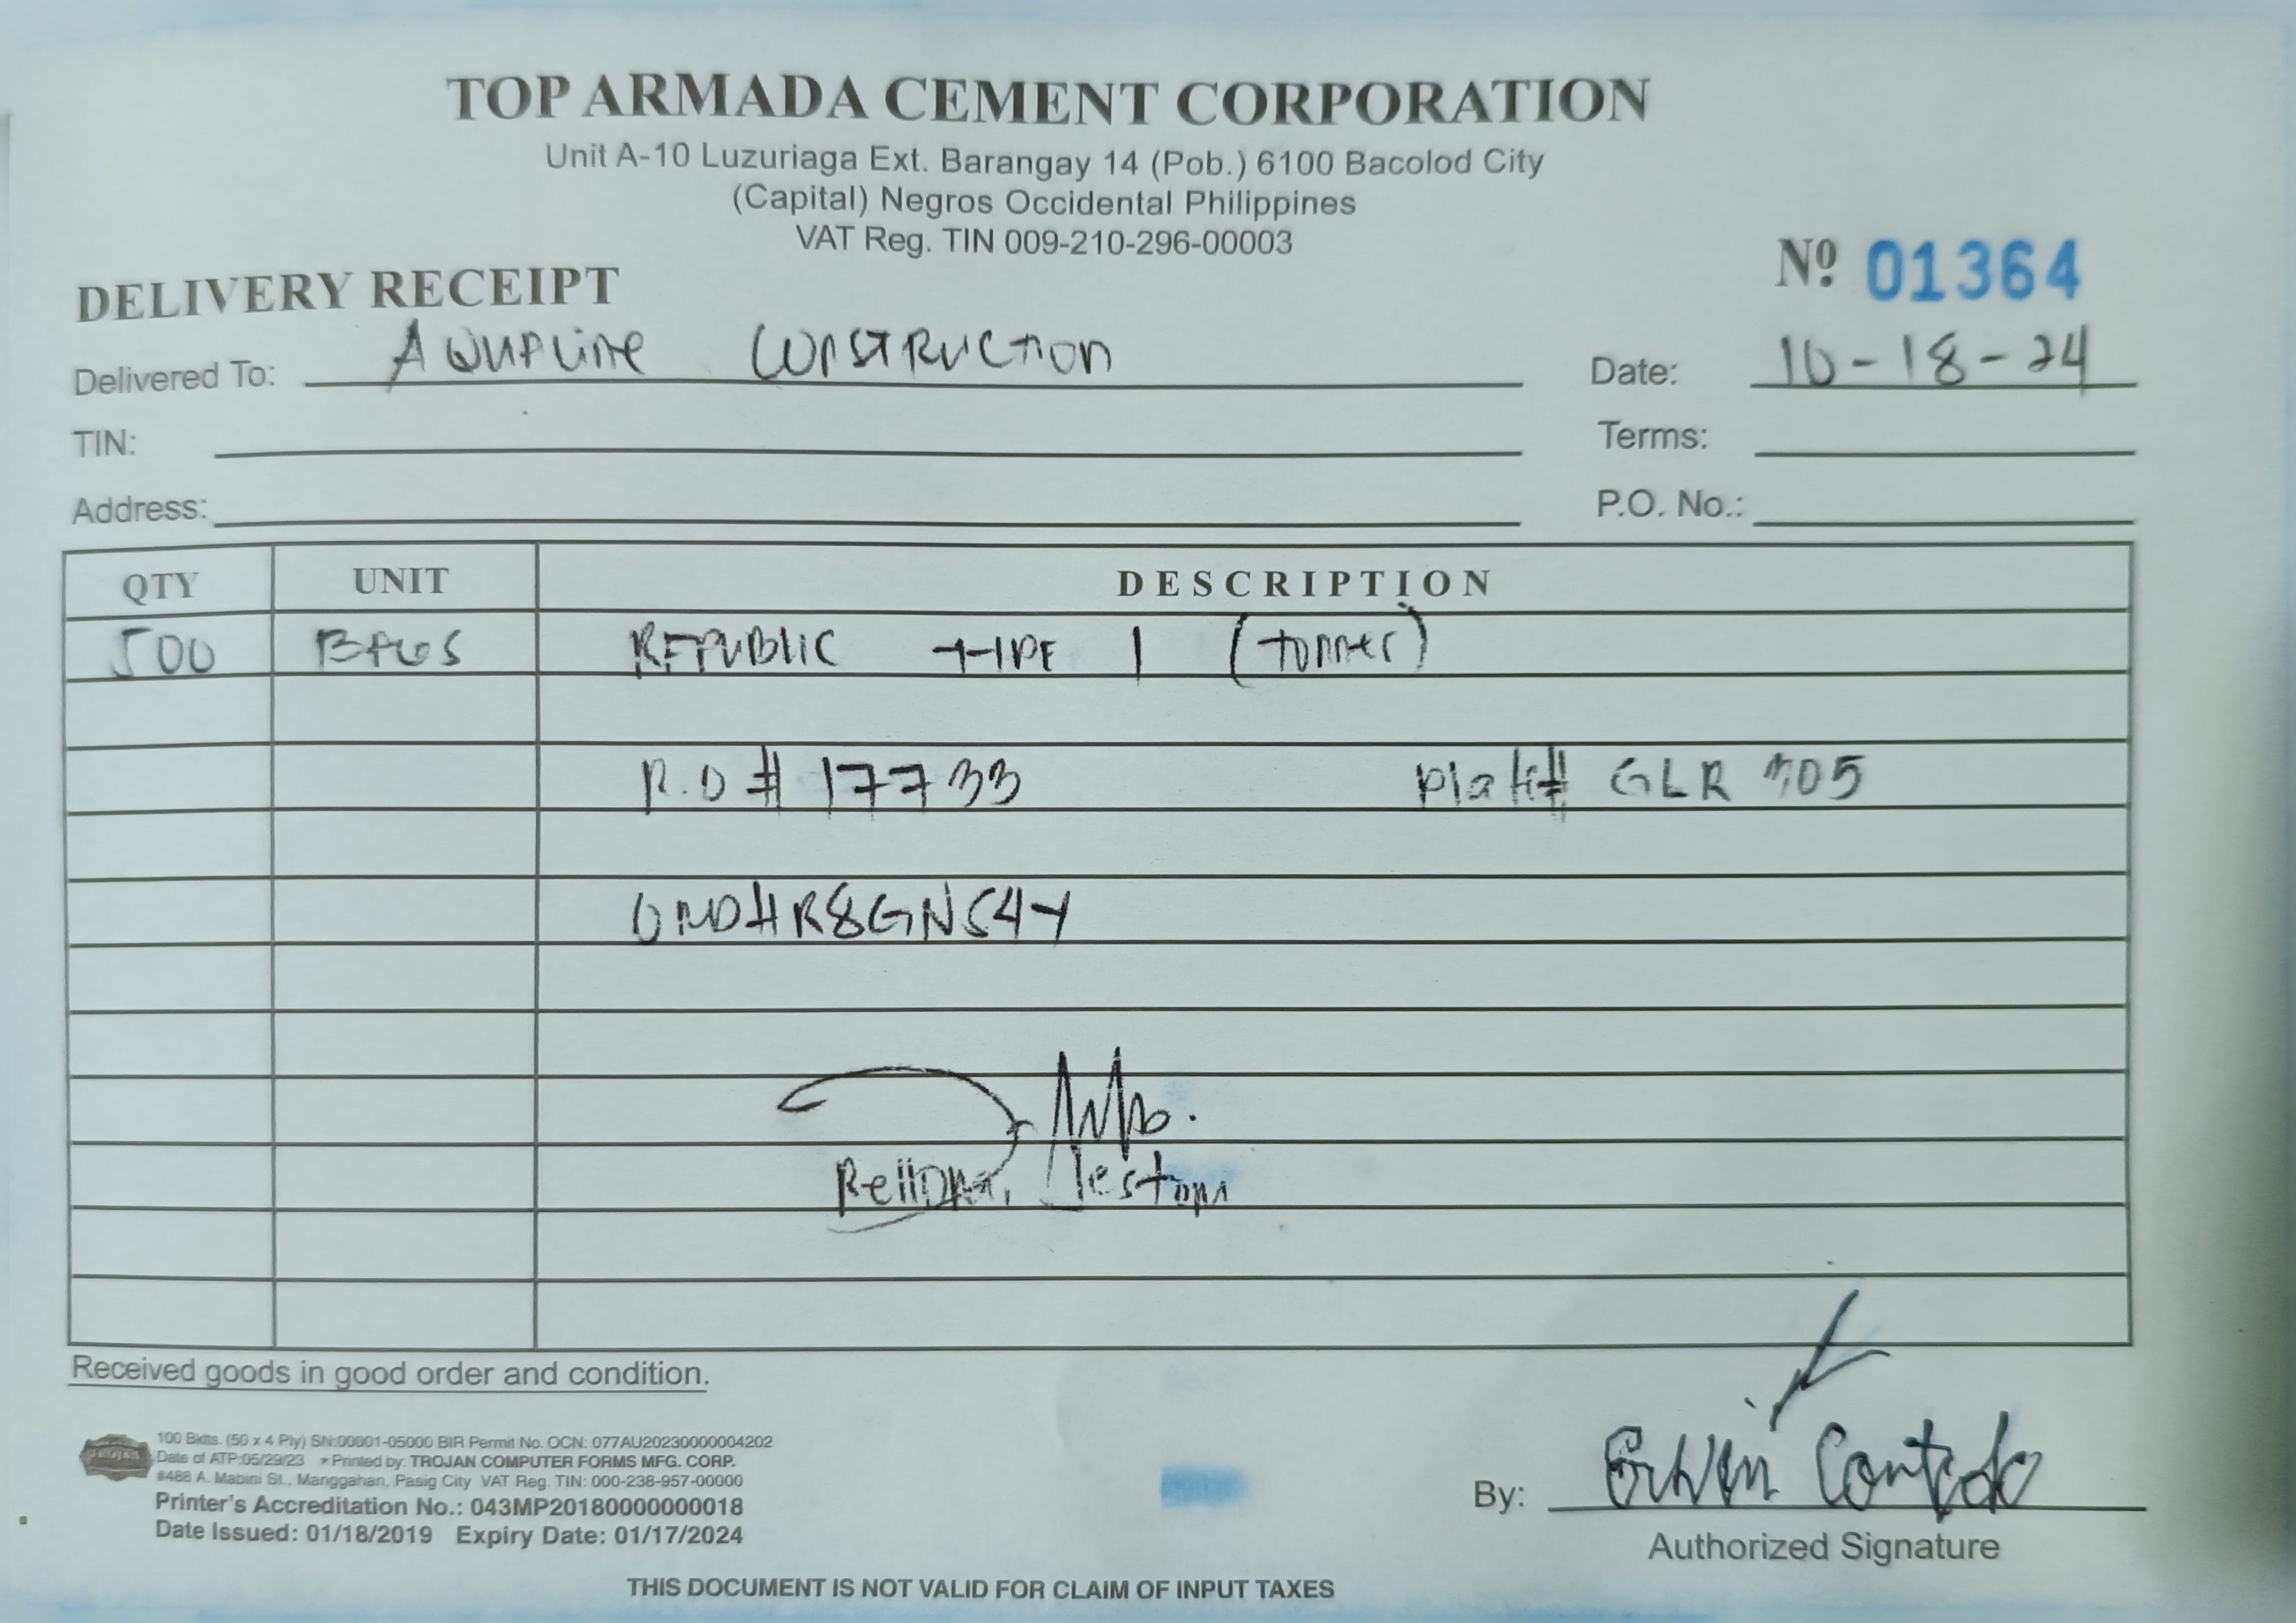 TOP ARMADA CEMENT CORPORATION
Unit A-10 Luzuriaga Ext. Barangay 14 (Pob.) 6100 Bacolod City
(Capital) Negros Occidental Philippines
VAT Reg. TIN 009-210-296-00003
Nº 01364
DELIVERY RECEIPT
Delivered To: AQUALINE CONSTRUCTION Date: 10-18-24
TIN: Terms:
Address: P.O. No.:
QTY UNIT DESCRIPTION
500 BAGS REPUBLIC TYPE 1 (tonner)
P.O # 17733 Plate# GLR 705
Received goods in good order and condition.
100 Bklts. (50 x 4 Ply) SN:00001-05000 BIR Permit No. OCN: 077AU20230000004202
Date of ATP:05/29/23 * Printed by: TROJAN COMPUTER FORMS MFG. CORP.
#488 A. Mabini St., Manggahan, Pasig City VAT Reg. TIN: 000-238-957-00000
Printer's Accreditation No.: 043MP20180000000018
Date Issued: 01/18/2019 Expiry Date: 01/17/2024
By: Erwin
Authorized Signature
THIS DOCUMENT IS NOT VALID FOR CLAIM OF INPUT TAXES